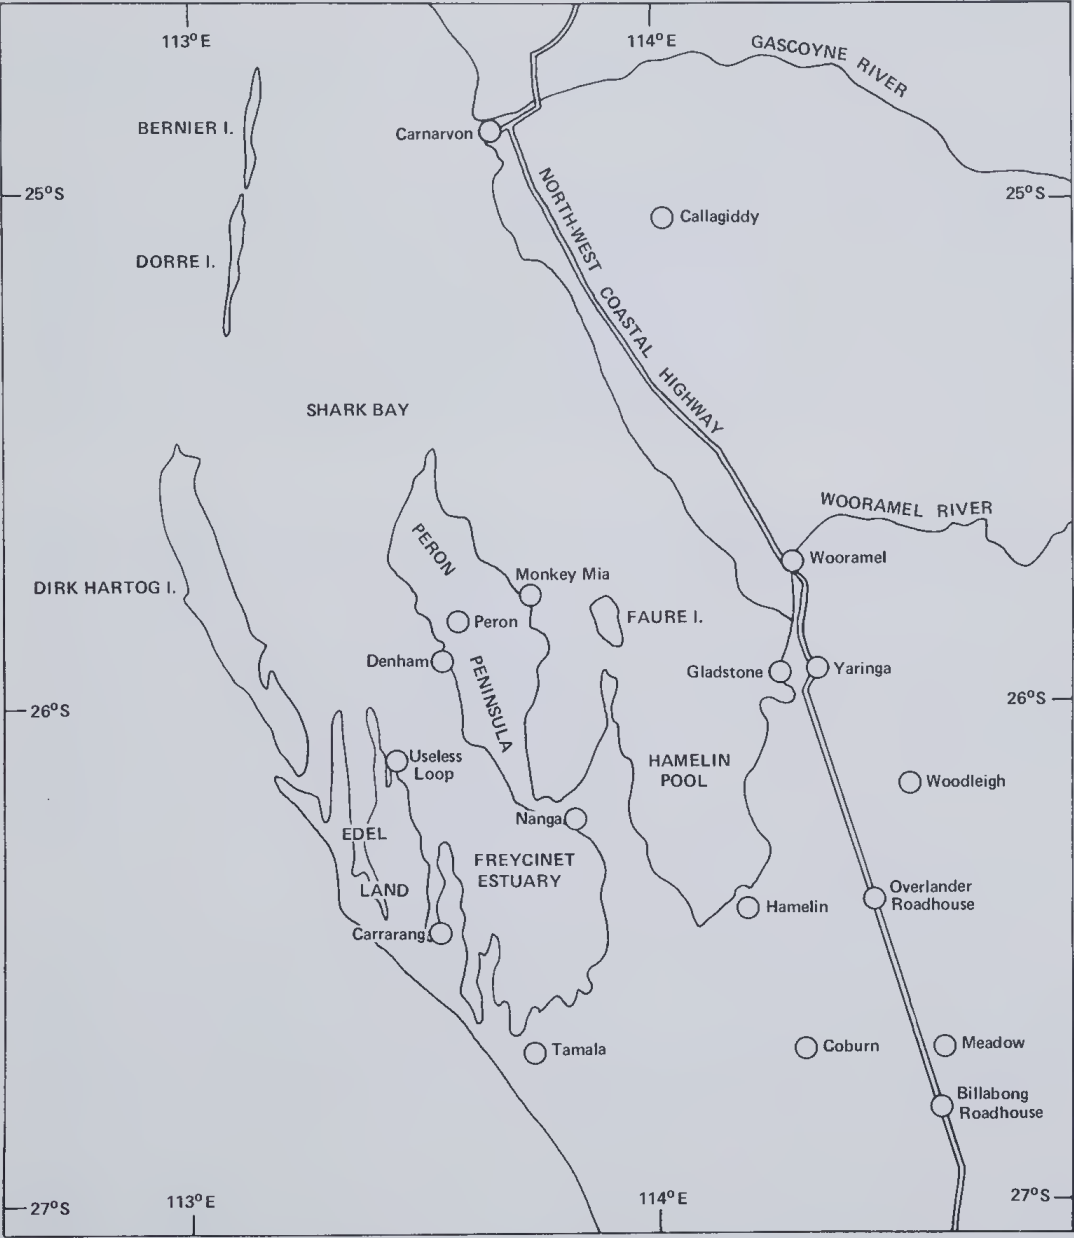 113° E
114° E
GASCOYNE RIVER
BERNIER I.
Carnarvon
25° S
25° S
NORTH-WEST COASTAL HIGHWAY
Callagiddy
DORRE I.
SHARK BAY
WOORAMEL RIVER
PERON
Wooramel
DIRK HARTOG I.
Monkey Mia
Peron
FAURE I.
Denham
PENINSULA
Gladstone
Yaringa
26° S
26° S
Useless
Loop
HAMELIN
POOL
Woodleigh
Nanga
EDEL
FREYCINET
ESTUARY
LAND
Overlander
Roadhouse
Hamelin
Carrarang
Tamala
Coburn
Meadow
Billabong
Roadhouse
27° S
113° E
114° E
27° S